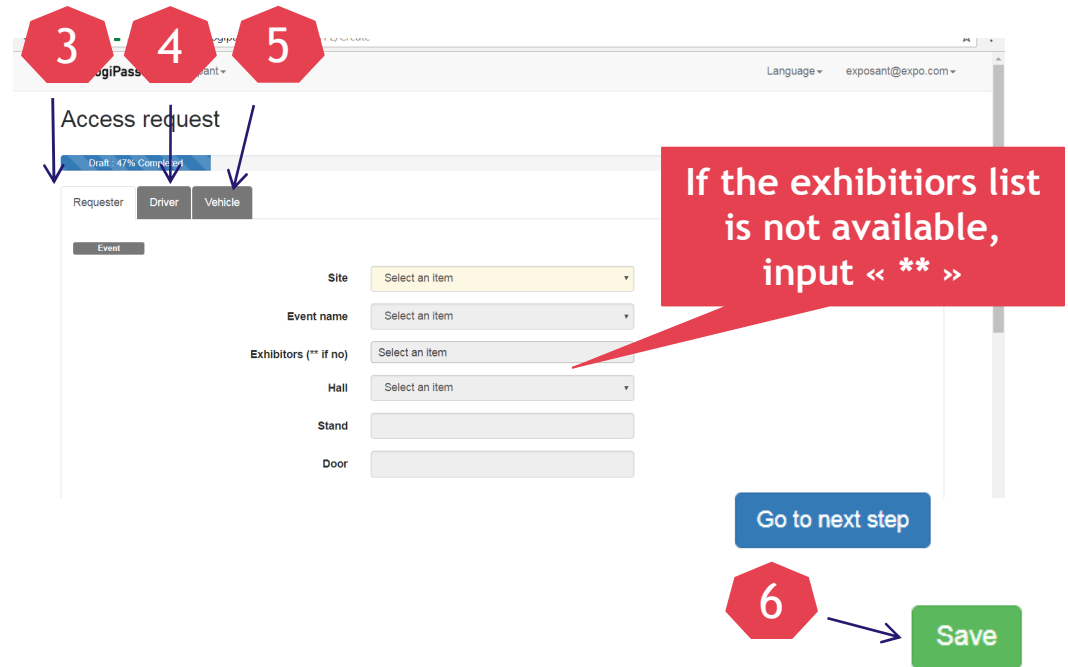 3
4
5
Language
exposant@expo.com
Access request
Draft : 47% Completed
Requester
Driver
Vehicle
If the exhibitiors list
is not available,
input « ** »
Event
Site
Select an item
Event name
Select an item
Exhibitors (** if no)
Select an item
Hall
Select an item
Stand
Door
Go to next step
6
Save